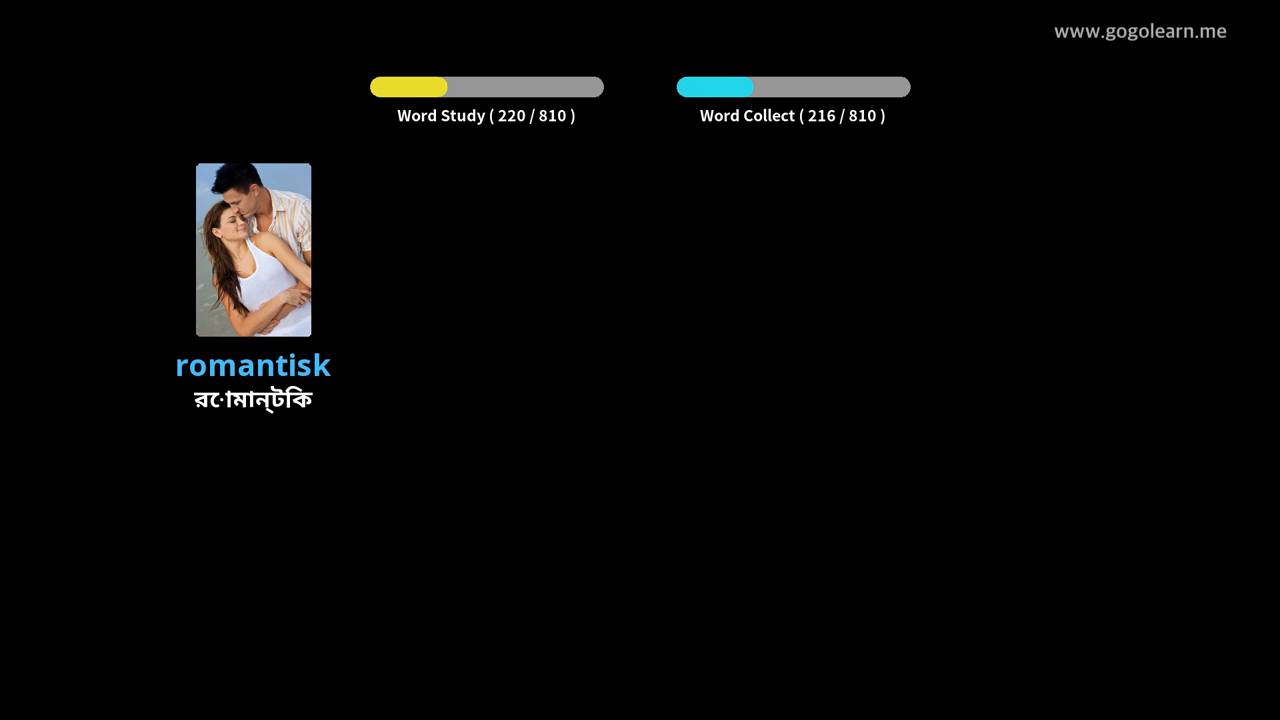 www.gogolearn.me
Word Study ( 220 / 810 )
Word Collect ( 216 / 810 )
romantisk
রোমান্টিক